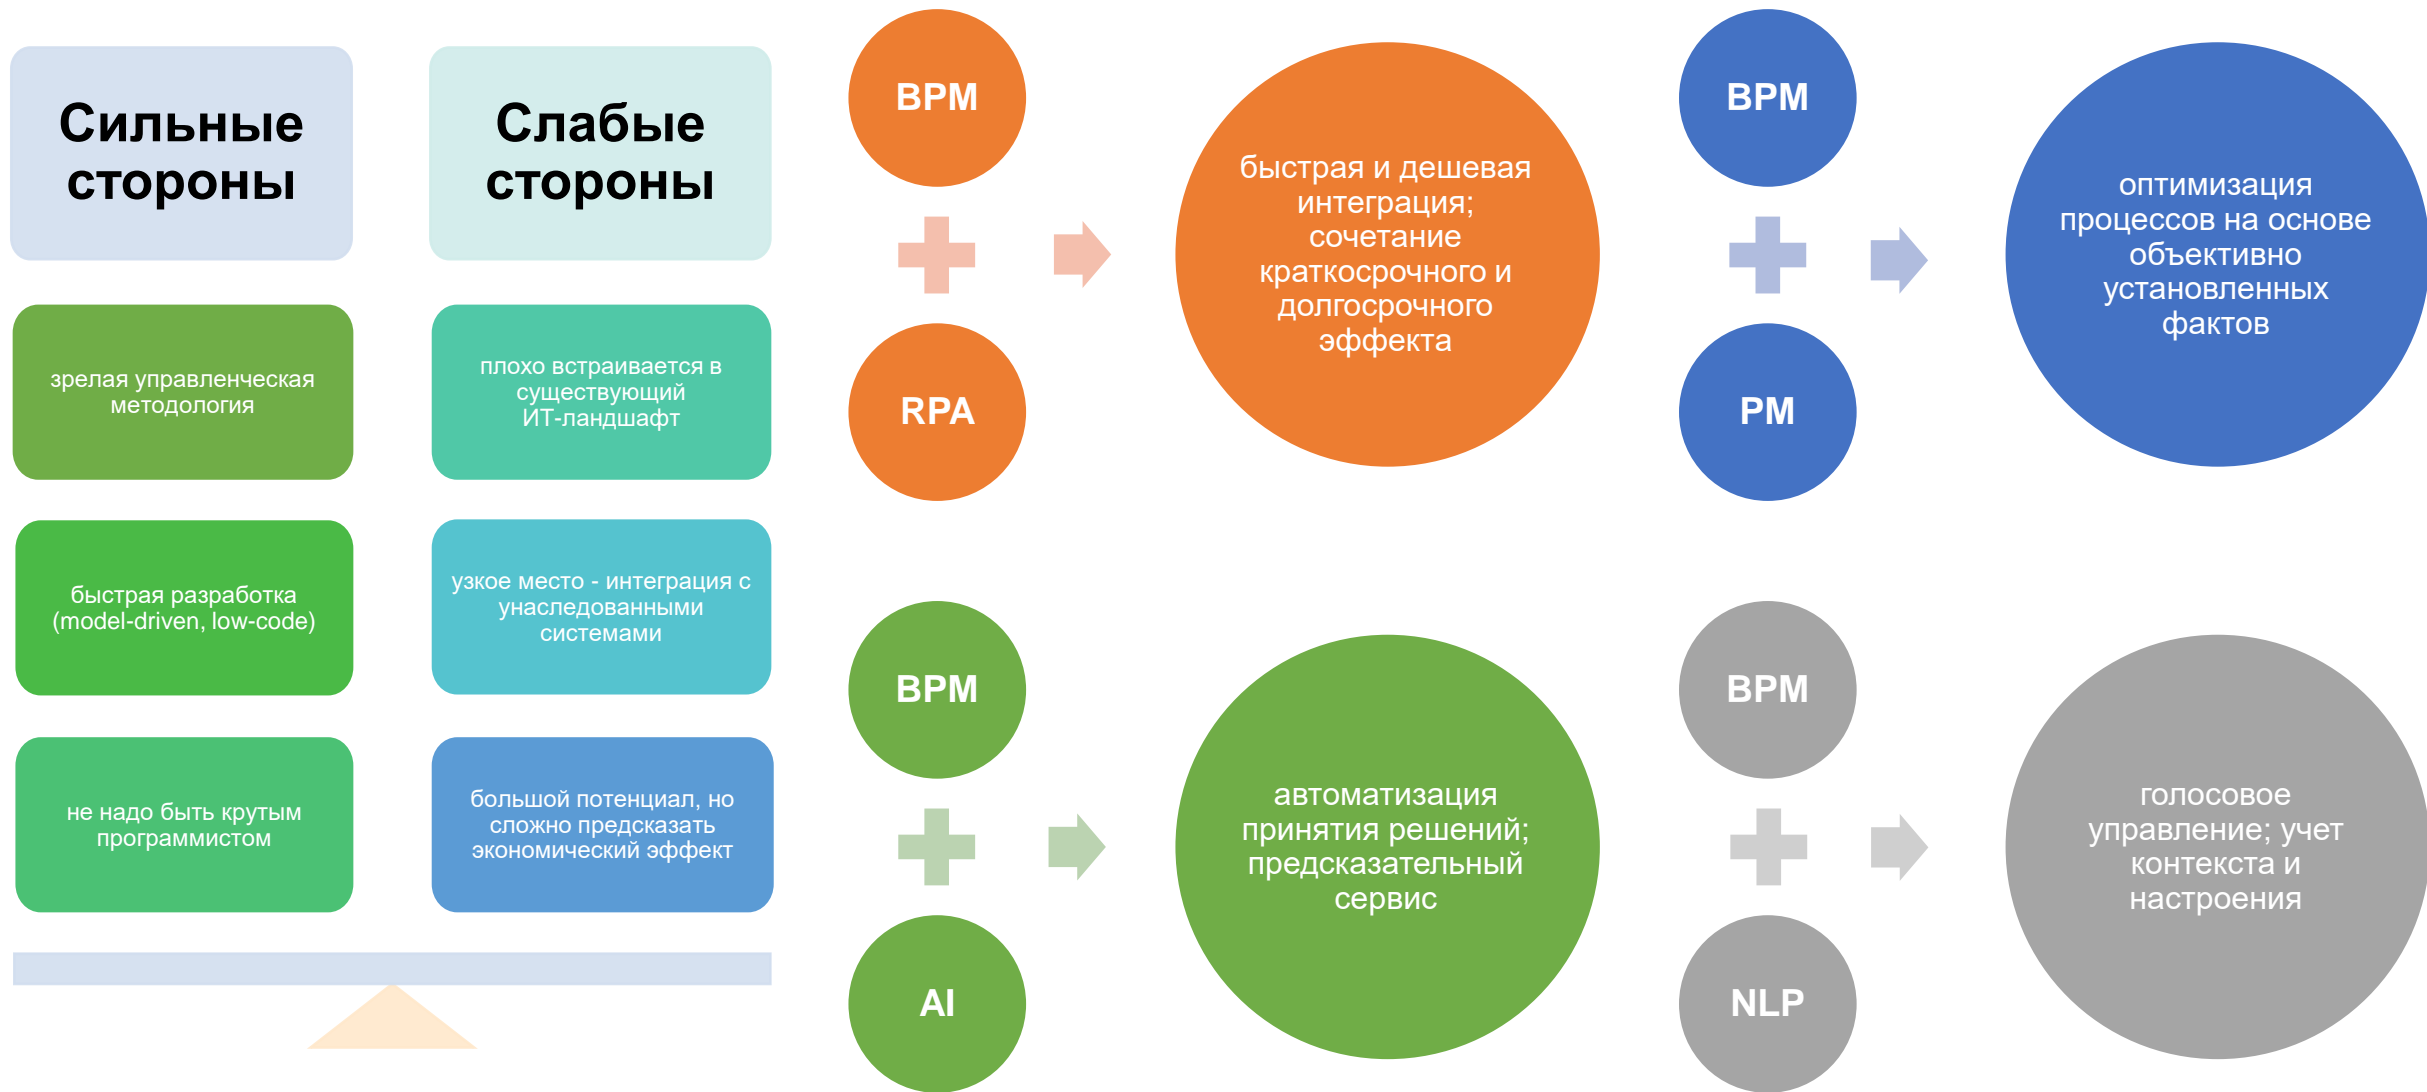 Сильные
стороны
зрелая управленческая
методология
быстрая разработка
(model-driven, low-code)
не надо быть крутым
программистом
Слабые
стороны
плохо встраивается в
существующий
ИТ-ландшафт
узкое место - интеграция с
унаследованными
системами
большой потенциал, но
сложно предсказать
экономический эффект
BPM
RPA
быстрая и дешевая
интеграция;
сочетание
краткосрочного и
долгосрочного
эффекта
BPM
PM
оптимизация
процессов на основе
объективно
установленных
фактов
BPM
AI
автоматизация
принятия решений;
предсказательный
сервис
BPM
NLP
голосовое
управление; учет
контекста и
настроения